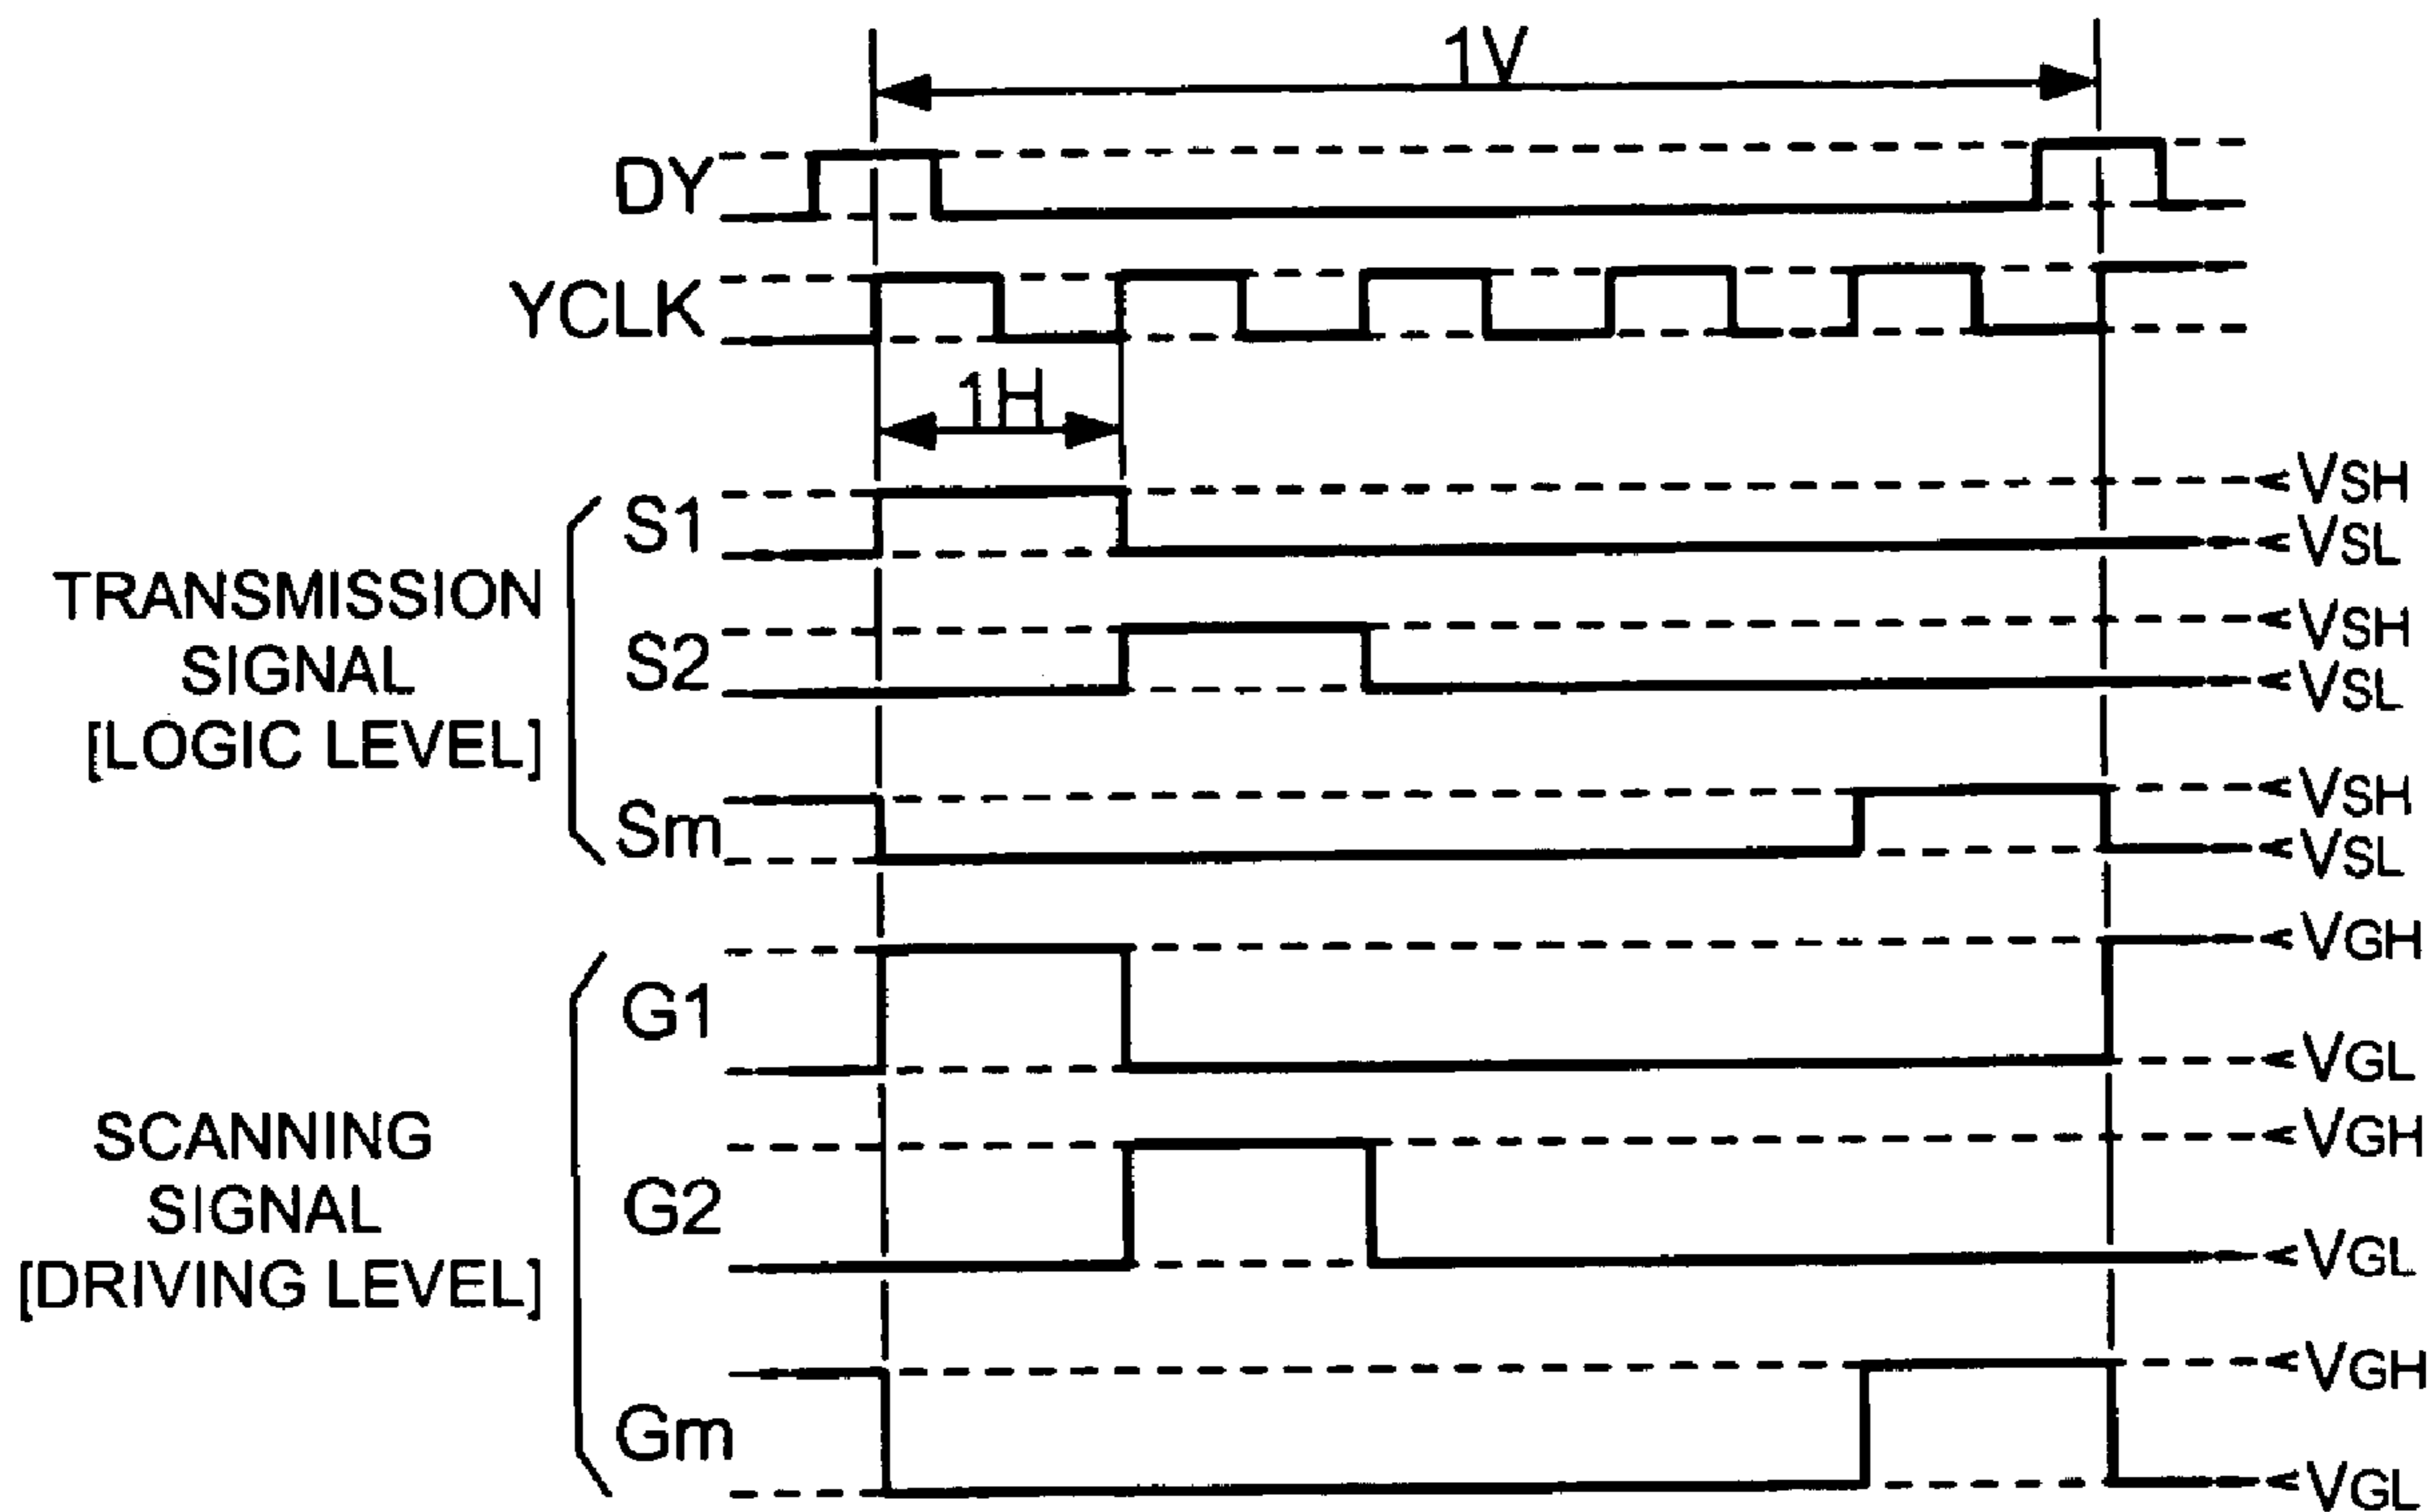 1V
DY
YCLK
1H
TRANSMISSION
SIGNAL
[LOGIC LEVEL]
S1
VSH
VSL
S2
VSH
VSL
Sm
VSH
VSL
SCANNING
SIGNAL
[DRIVING LEVEL]
G1
VGH
VGL
G2
VGH
VGL
Gm
VGH
VGL